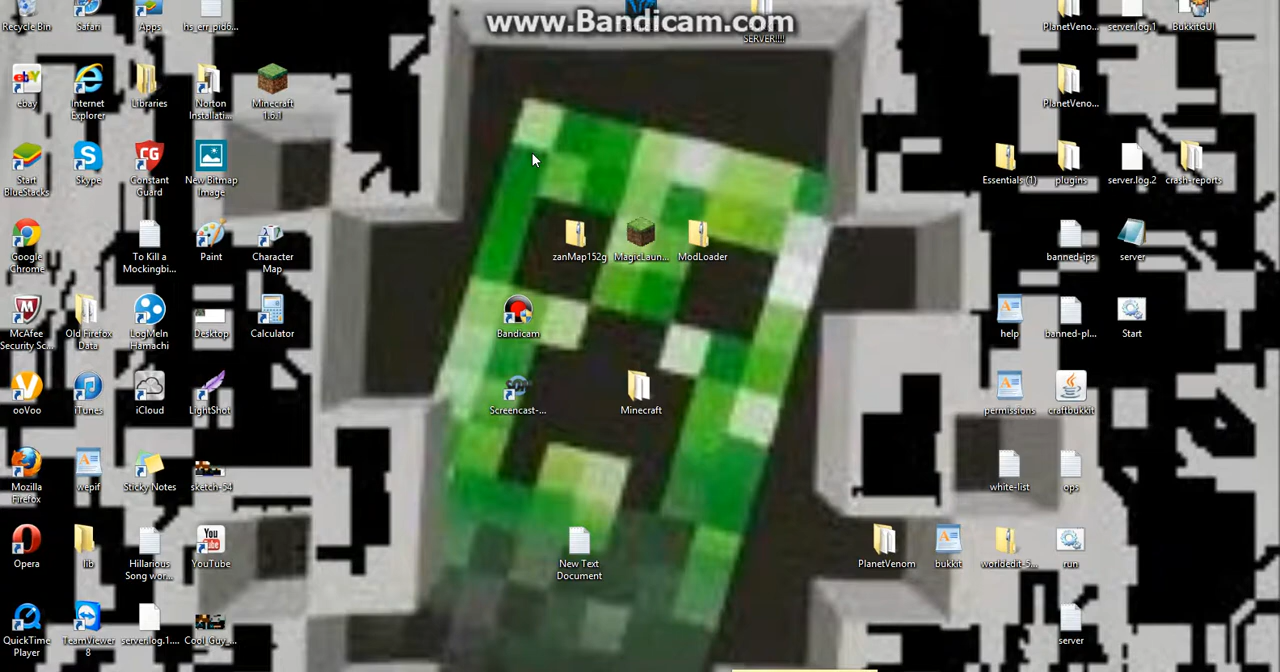 www.Bandicam.com
Recycle Bin
Safari
Apps
hs_err_pid6...
SERVER!!!!
PlanetVeno...
server.log.1
BukkitGUI
ebay
Internet
Explorer
Libraries
Norton
Installati...
Minecraft
1.6.1
PlanetVeno...
Start
BlueStacks
Skype
Constant
Guard
New Bitmap
Image
Essentials (1)
plugins
server.log.2
crash-reports
Google
Chrome
To Kill a
Mockingbi...
Paint
Character
Map
zanMap152g
MagicLaun...
ModLoader
banned-ips
server
McAfee
Security Sc...
Old Firefox
Data
LogMeIn
Hamachi
Desktop
Calculator
Bandicam
help
banned-pl...
Start
ooVoo
iTunes
iCloud
LightShot
Screencast-...
Minecraft
permissions
craftbukkit
Mozilla
Firefox
wepif
Sticky Notes
sketch-54
white-list
ops
Opera
lib
Hillarious
Song wor...
YouTube
New Text
Document
PlanetVenom
bukkit
worldedit-5...
run
QuickTime
Player
TeamViewer
8
server.log.1....
Cool Guy_...
server